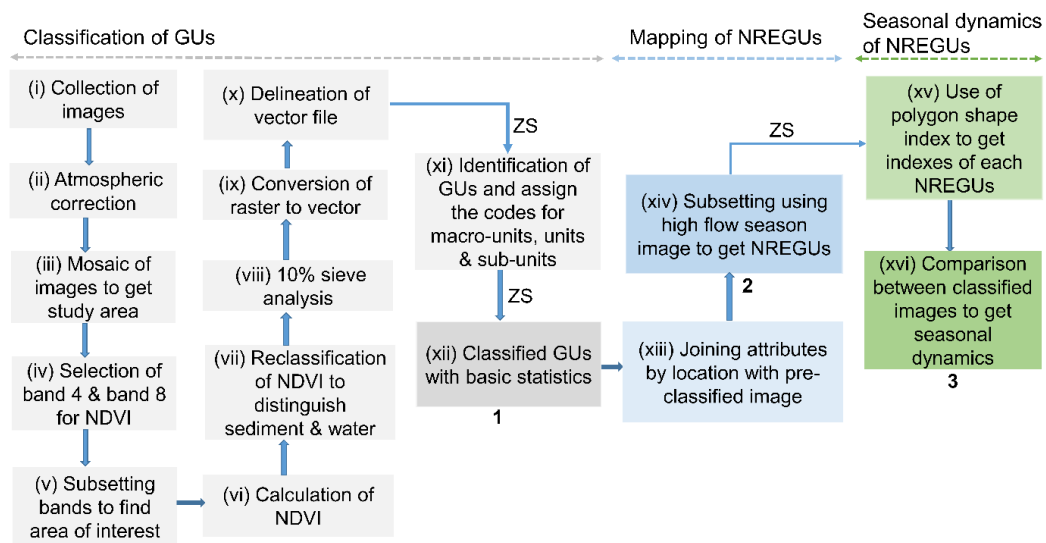 Classification of GUs
Mapping of NREGUs
Seasonal dynamics
of NREGUs
(i) Collection of
images
(ii) Atmospheric
correction
(iii) Mosaic of
images to get
study area
(iv) Selection of
band 4 & band 8
for NDVI
(v) Subsetting
bands to find
area of interest
(vi) Calculation of
NDVI
(vii) Reclassification
of NDVI to
distinguish
sediment & water
(viii) 10% sieve
analysis
(ix) Conversion of
raster to vector
(x) Delineation of
vector file
ZS
(xi) Identification of
GUs and assign
the codes for
macro-units, units
& sub-units
ZS
(xii) Classified GUs
with basic statistics
1
(xiii) Joining attributes
by location with pre-
classified image
2
(xiv) Subsetting using
high flow season
image to get NREGUs
ZS
(xv) Use of
polygon shape
index to get
indexes of each
NREGUs
(xvi) Comparison
between classified
images to get
seasonal
dynamics
3